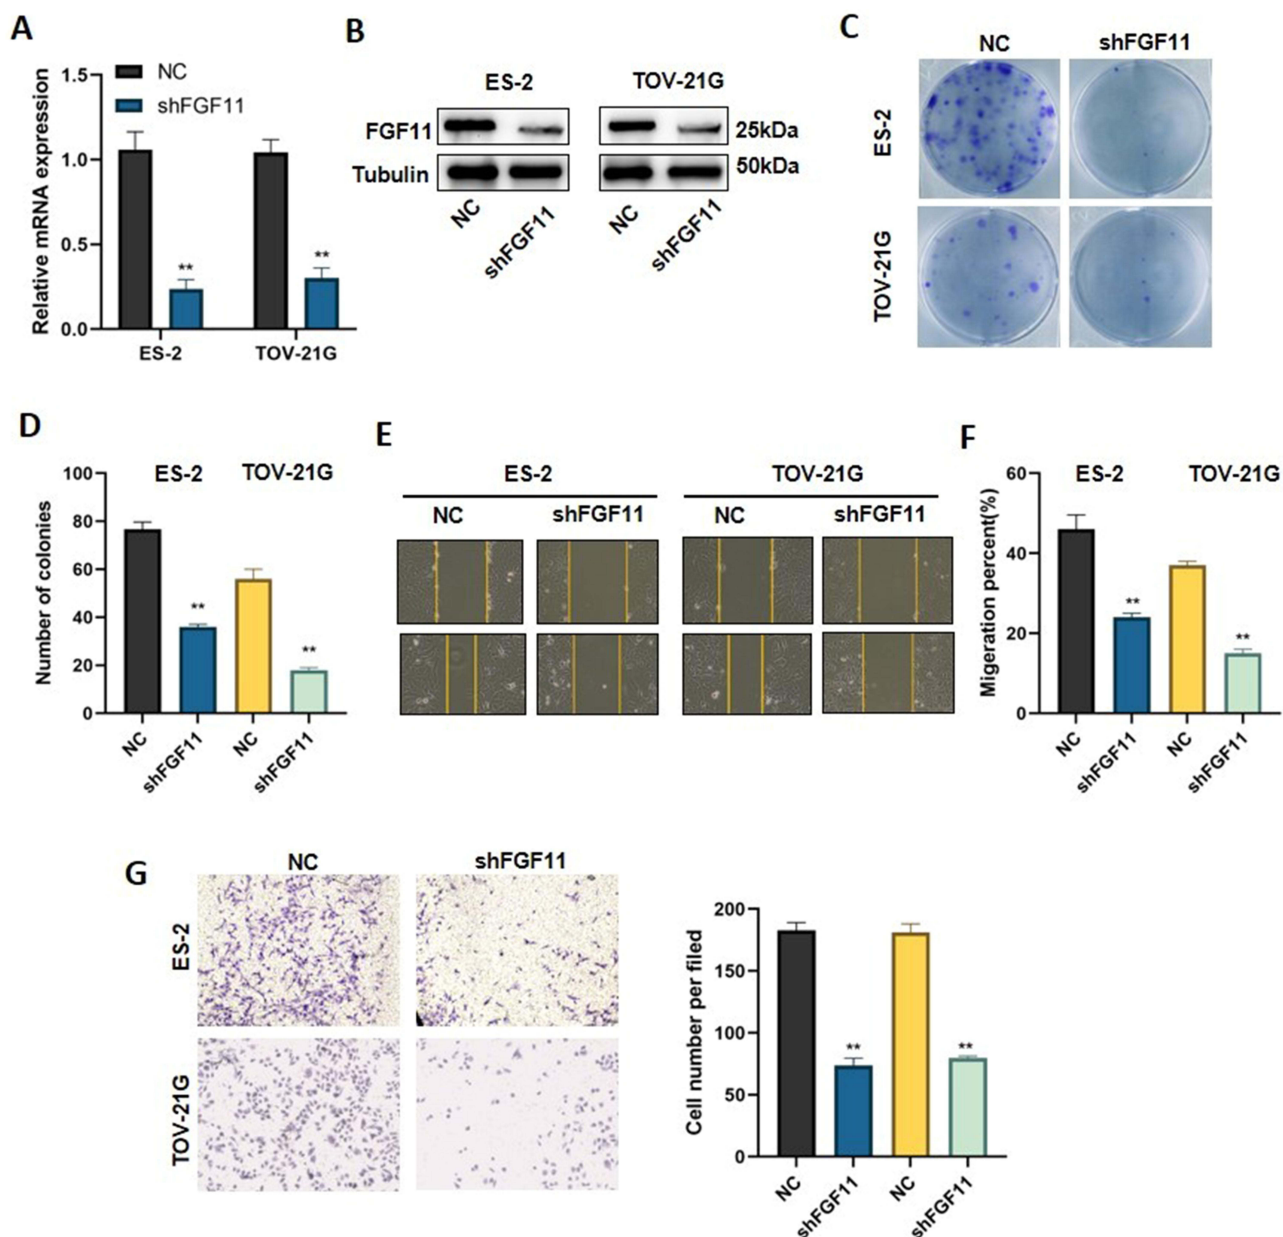 A
NC
shFGF11
Relative mRNA expression
1.5
1.0
0.5
0.0
**
**
ES-2
TOV-21G
B
ES-2
TOV-21G
FGF11
25kDa
Tubulin
50kDa
NC
shFGF11
NC
shFGF11
C
NC
shFGF11
ES-2
TOV-21G
D
ES-2
TOV-21G
Number of colonies
100
80
60
40
20
0
**
**
NC
shFGF11
NC
shFGF11
E
ES-2
TOV-21G
NC
shFGF11
NC
shFGF11
F
ES-2
TOV-21G
Migeration percent(%)
60
40
20
0
**
**
NC
shFGF11
NC
shFGF11
G
NC
shFGF11
ES-2
TOV-21G
Cell number per filed
200
150
100
50
0
**
**
NC
shFGF11
NC
shFGF11